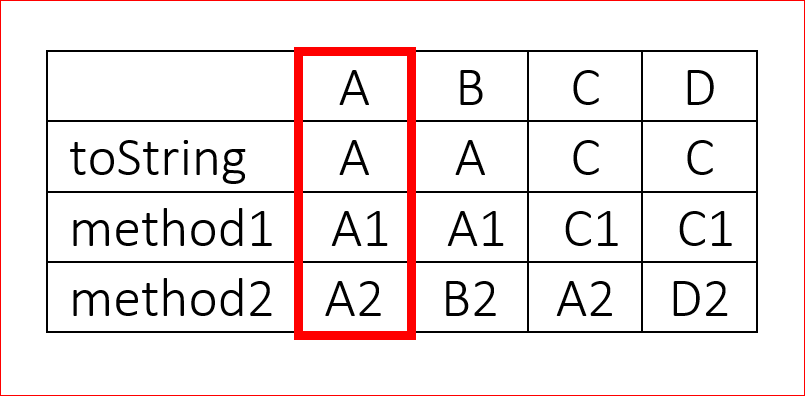 A B C D
toString A A C C
method1 A1 A1 C1 C1
method2 A2 B2 A2 D2